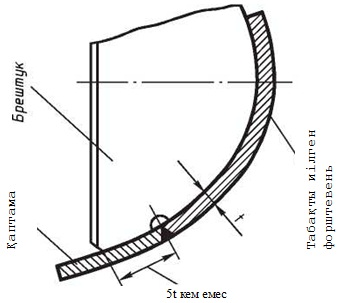 Брештук
Қаптама
Табақты иілген
форштевень
t
5t кем емес